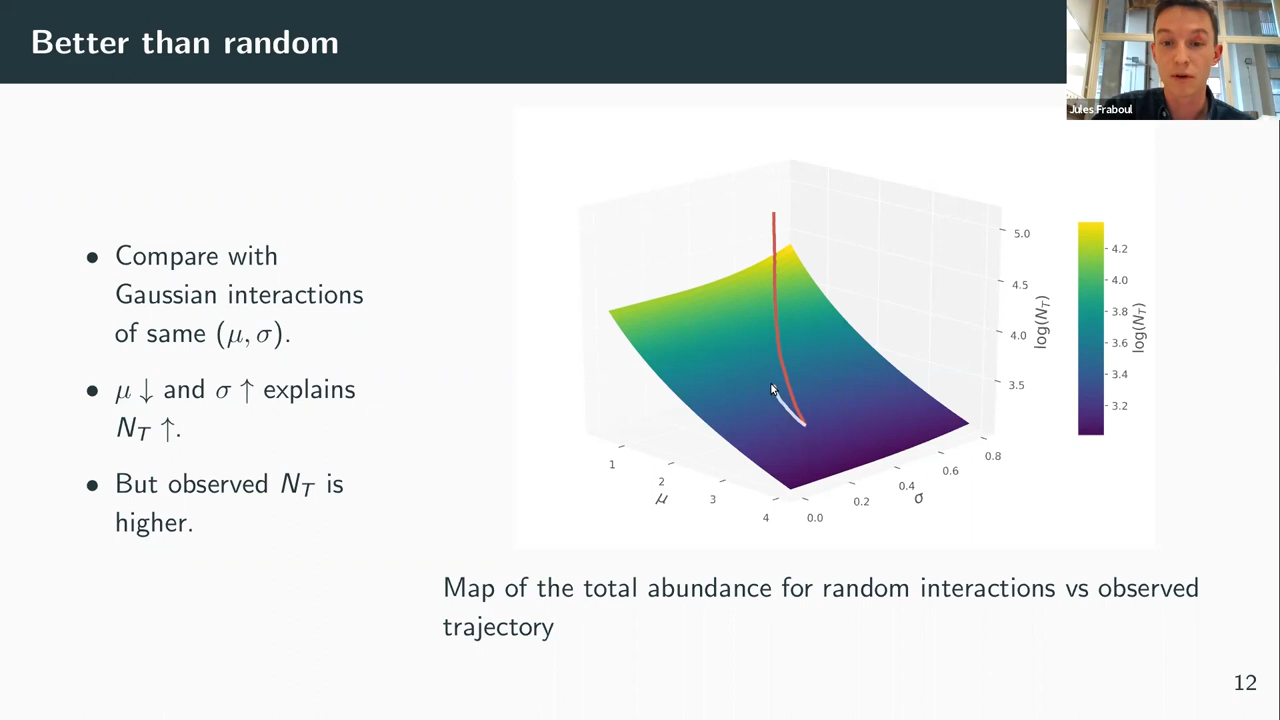 Better than random
Jules Fraboul
• Compare with
Gaussian interactions
of same (μ, σ).
• μ ↓ and σ ↑ explains
N_T ↑.
• But observed N_T is
higher.
5.0
4.5
4.0
3.5
log(N_T)
1
2
3
4
μ
0.0
0.2
0.4
0.6
0.8
σ
4.2
4.0
3.8
3.6
3.4
3.2
log(N_T)
Map of the total abundance for random interactions vs observed
trajectory
12